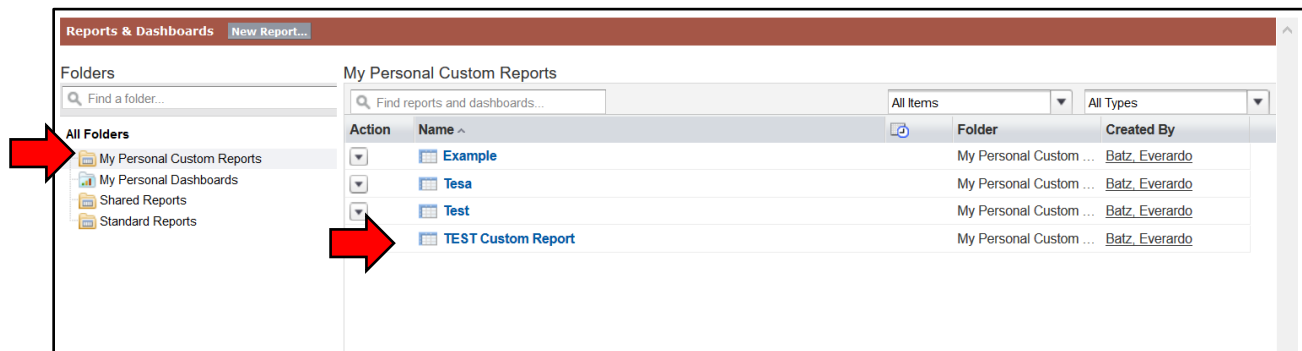 Reports & Dashboards New Report...
Folders
Find a folder...
All Folders
My Personal Custom Reports
My Personal Dashboards
Shared Reports
Standard Reports
My Personal Custom Reports
Find reports and dashboards...
All Items
All Types
Action Name Folder Created By
Example My Personal Custom ... Batz, Everardo
Tesa My Personal Custom ... Batz, Everardo
Test My Personal Custom ... Batz, Everardo
TEST Custom Report My Personal Custom ... Batz, Everardo